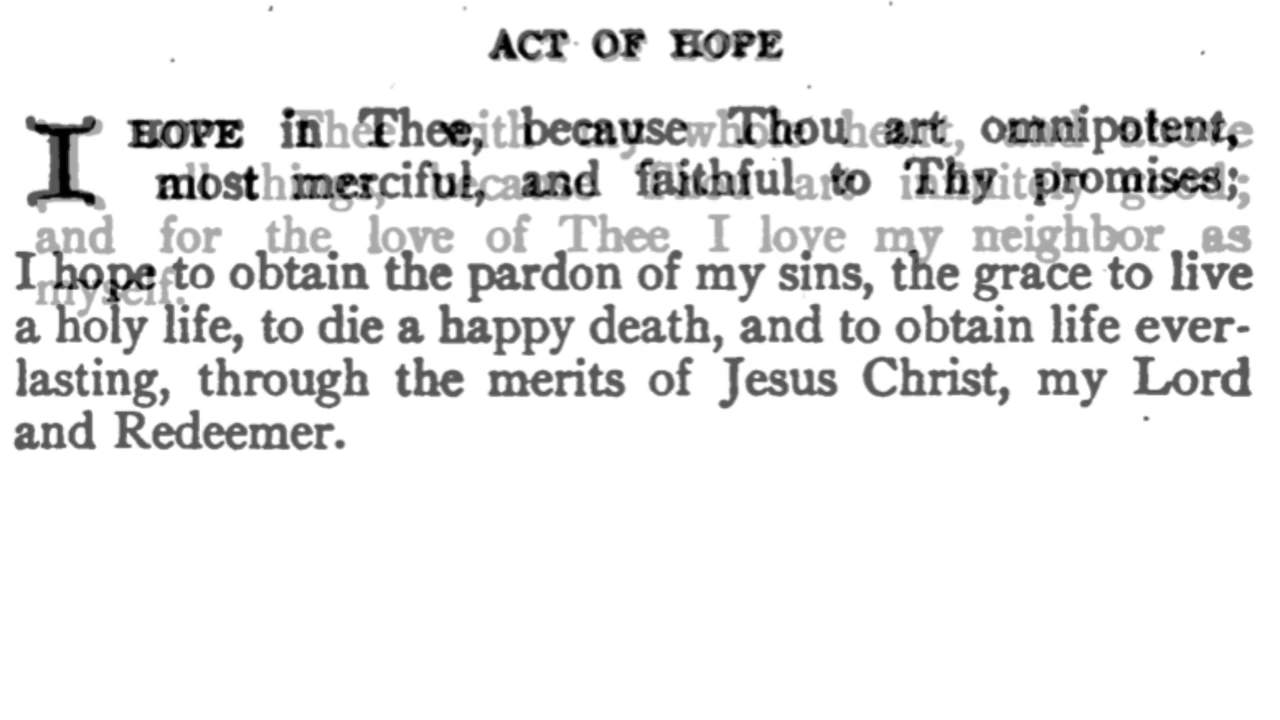 ACT OF HOPE
I HOPE in Thee, because Thou art omnipotent,
most merciful, and faithful to Thy promises;
and for the love of Thee I love my neighbor as
myself.
I hope to obtain the pardon of my sins, the grace to live
a holy life, to die a happy death, and to obtain life ever-
lasting, through the merits of Jesus Christ, my Lord
and Redeemer.